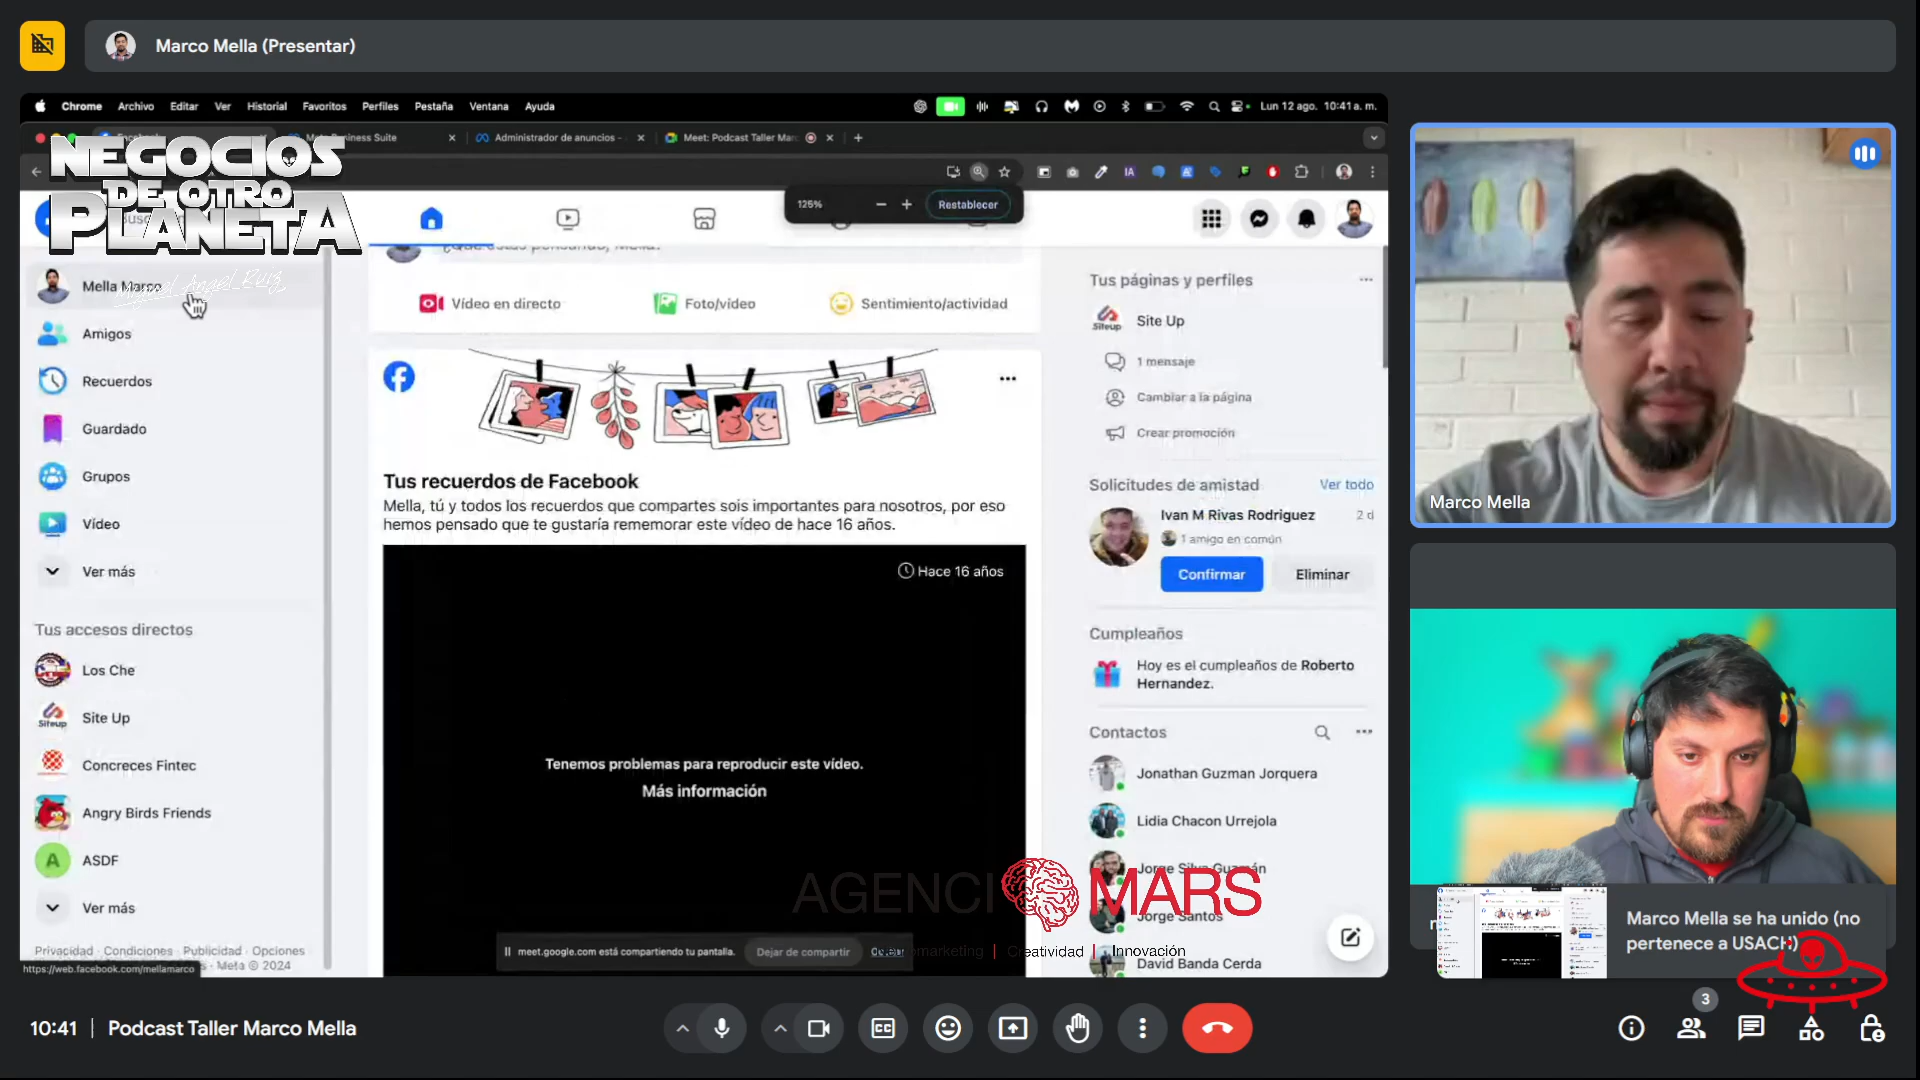 Marco Mella (Presentar)
Chrome Archivo Editar Ver Historial Favoritos Perfiles Pestaña Ventana Ayuda
Lun 12 ago. 10:41 a. m.
Administrador de anuncios -
Meet: Podcast Taller Mar
NEGOCIOS
DE OTRO
PLANETA
Miguel Angel Ruiz
125%
Restablecer
Mella Marco
Amigos
Recuerdos
Guardado
Grupos
Vídeo
Ver más
Tus accesos directos
Los Che
Site Up
Concreces Fintec
Angry Birds Friends
A
ASDF
Ver más
Privacidad · Condiciones · Publicidad · Opciones
Meta © 2024
https://web.facebook.com/mellamarco
Vídeo en directo
Foto/vídeo
Sentimiento/actividad
Tus recuerdos de Facebook
Mella, tú y todos los recuerdos que compartes sois importantes para nosotros, por eso
hemos pensado que te gustaría rememorar este vídeo de hace 16 años.
Hace 16 años
Tenemos problemas para reproducir este vídeo.
Más información
meet.google.com está compartiendo tu pantalla.
Dejar de compartir
AGENCI MARS
Creatividad | Innovación
Tus páginas y perfiles
Siteup
Site Up
1 mensaje
Cambiar a la página
Crear promoción
Solicitudes de amistad
Ver todo
Ivan M Rivas Rodriguez
2 d
1 amigo en común
Confirmar
Eliminar
Cumpleaños
Hoy es el cumpleaños de Roberto
Hernandez.
Contactos
Jonathan Guzman Jorquera
Lidia Chacon Urrejola
Jorge Silva Guzmán
Jorge Santos
David Banda Cerda
Marco Mella
Marco Mella se ha unido (no
pertenece a USACH)
3
10:41 | Podcast Taller Marco Mella